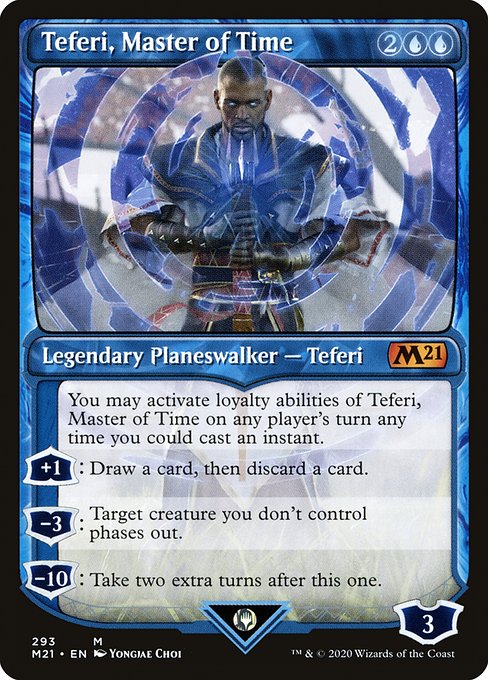 Teferi, Master of Time 2
Legendary Planeswalker — Teferi M21
You may activate loyalty abilities of Teferi,
Master of Time on any player's turn any
time you could cast an instant.
+1: Draw a card, then discard a card.
−3: Target creature you don't control
phases out.
−10: Take two extra turns after this one.
3
293 M
M21 • EN Yongjae Choi
™ & © 2020 Wizards of the Coast